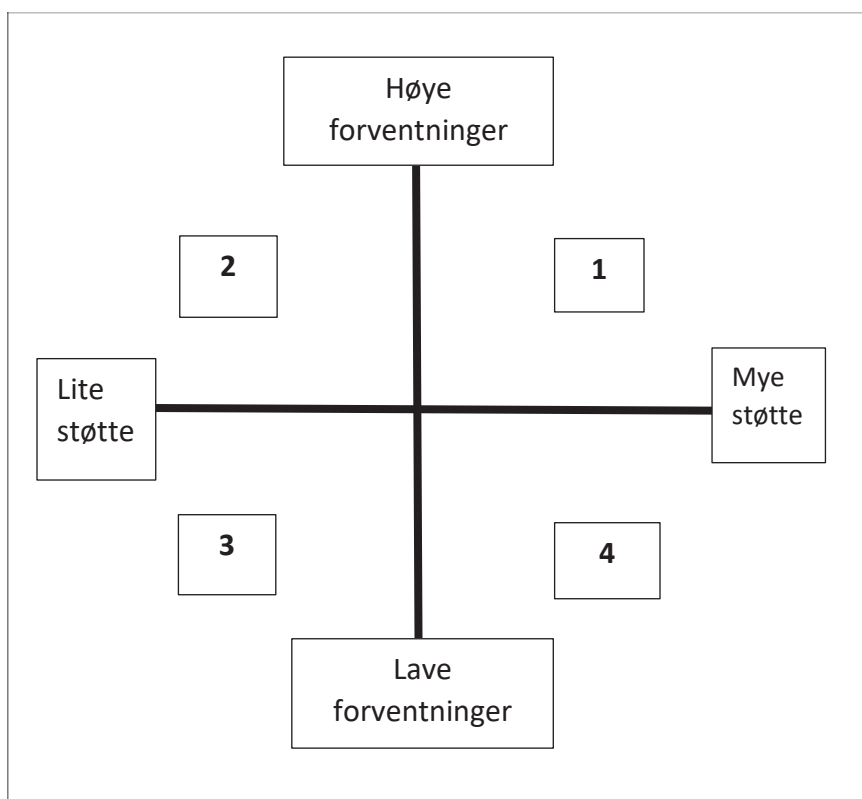 Høye
forventninger
2
1
Lite
støtte
Mye
støtte
3
4
Lave
forventninger